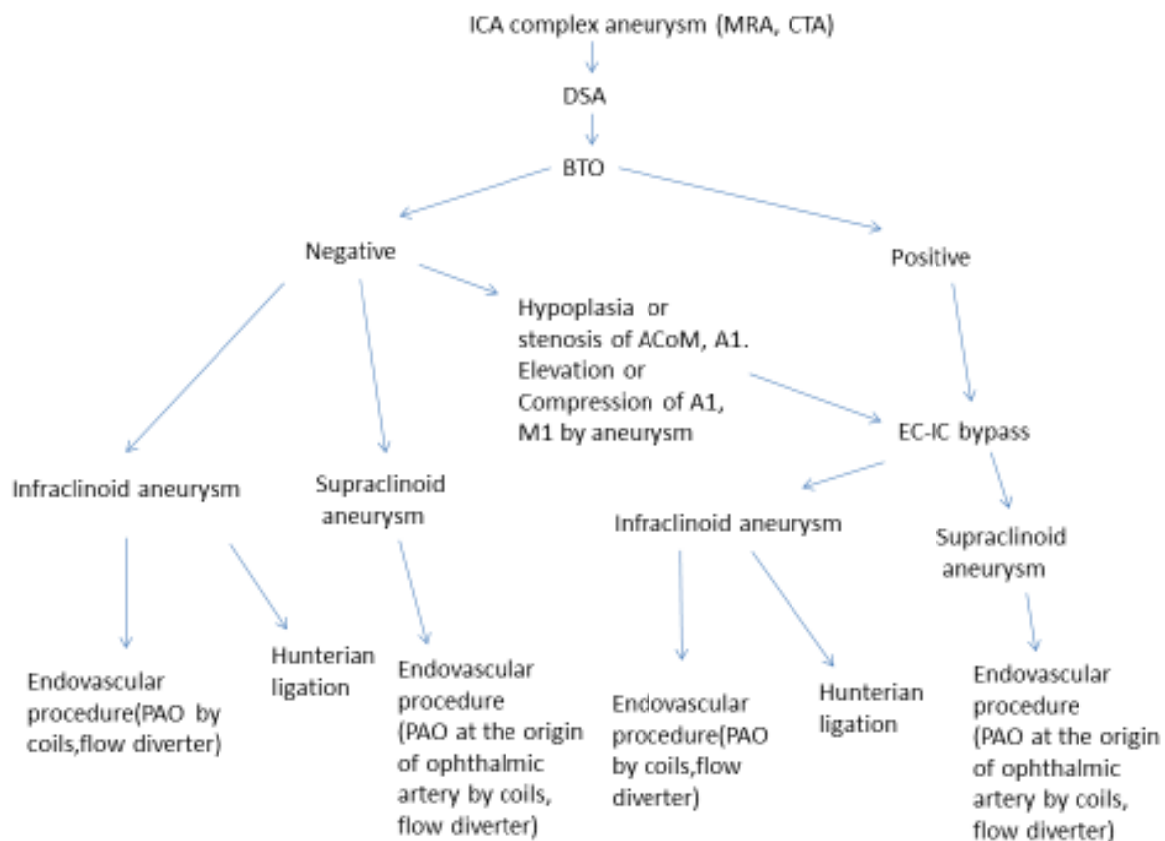 ICA complex aneurysm (MRA, CTA)
DSA
BTO
Negative
Positive
Hypoplasia or
stenosis of ACoM, A1.
Elevation or
Compression of A1,
M1 by aneurysm
EC-IC bypass
Infraclinoid aneurysm
Supraclinoid
aneurysm
Infraclinoid aneurysm
Supraclinoid
aneurysm
Endovascular
procedure(PAO by
coils,flow diverter)
Hunterian
ligation
Endovascular
procedure
(PAO at the origin
of ophthalmic
artery by coils,
flow diverter)
Endovascular
procedure(PAO
by coils,flow
diverter)
Hunterian
ligation
Endovascular
procedure
(PAO at the origin
of ophthalmic
artery by coils,
flow diverter)